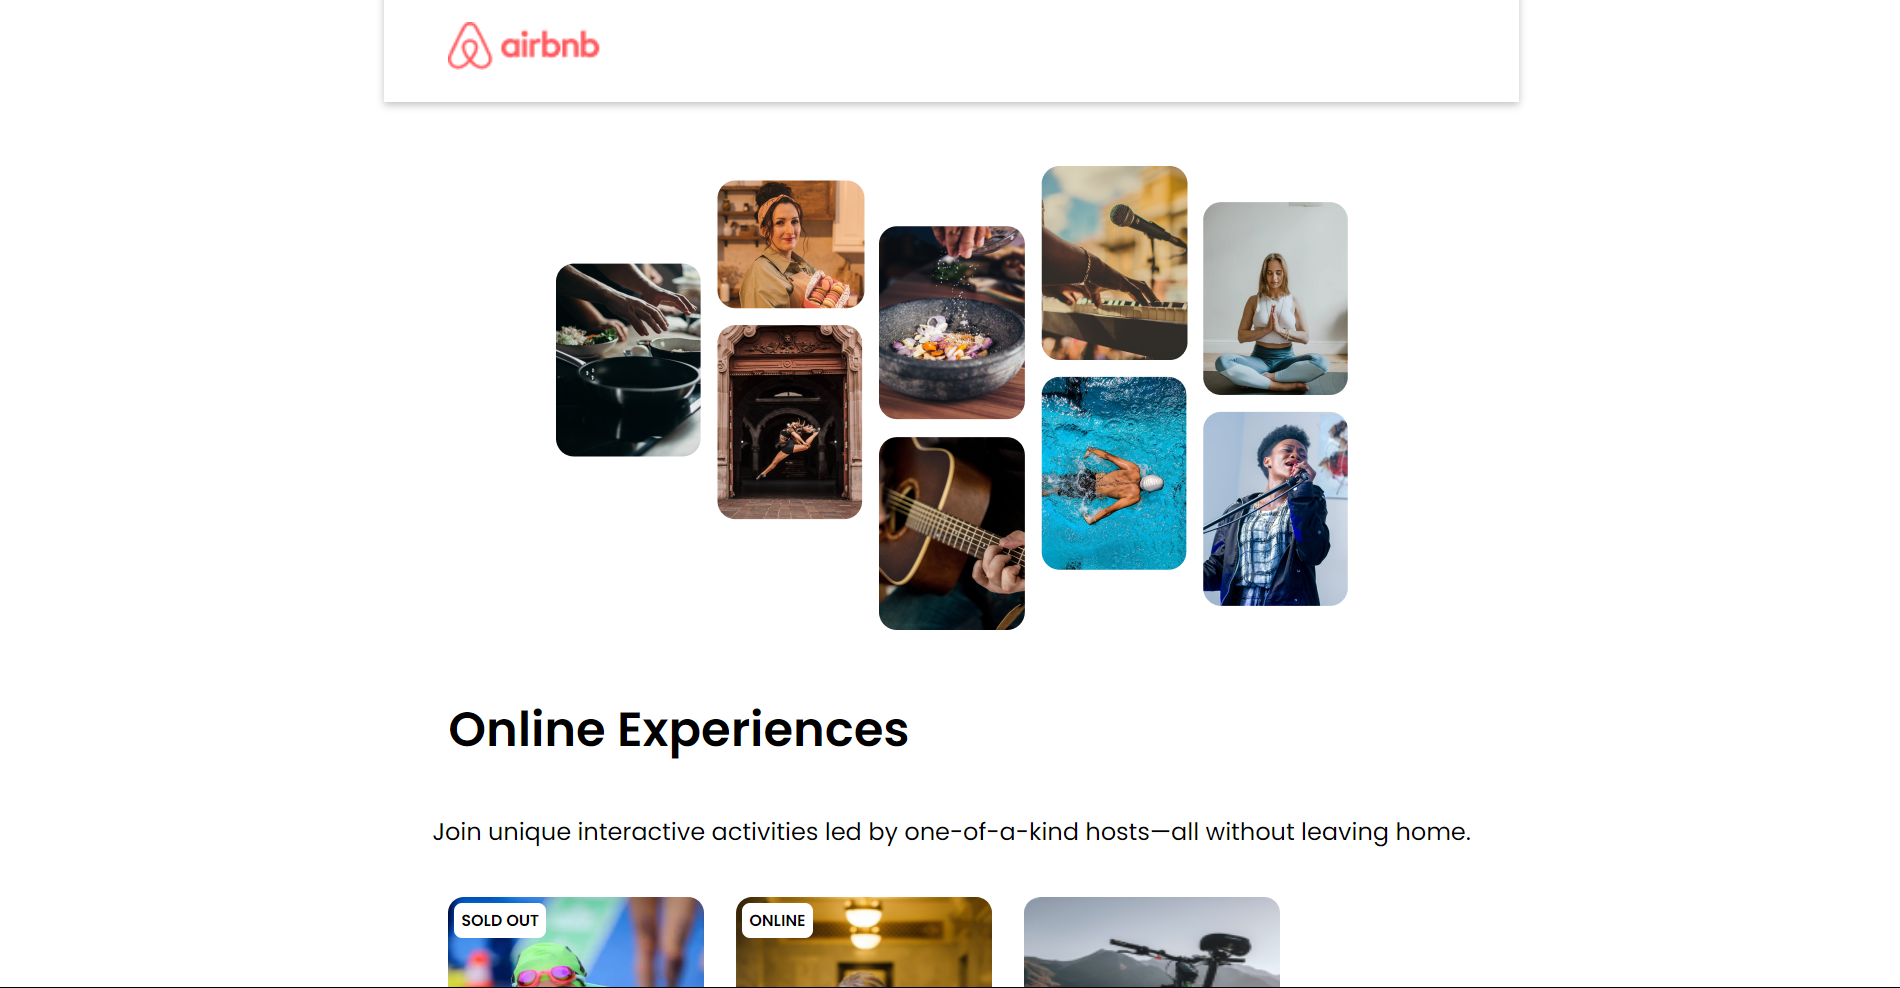 airbnb
Online Experiences
Join unique interactive activities led by one-of-a-kind hosts—all without leaving home.
SOLD OUT
ONLINE